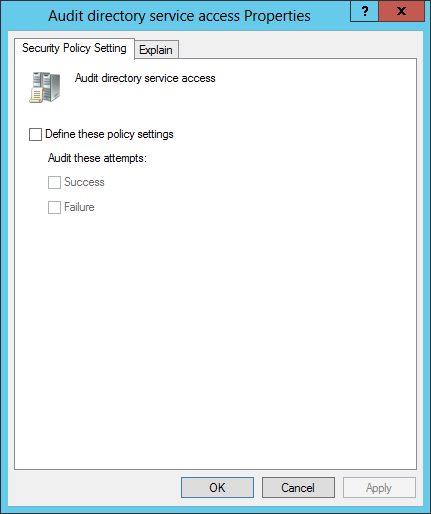 Audit directory service access Properties
?
x
Security Policy Setting
Explain
Audit directory service access
Define these policy settings
Audit these attempts:
Success
Failure
OK
Cancel
Apply